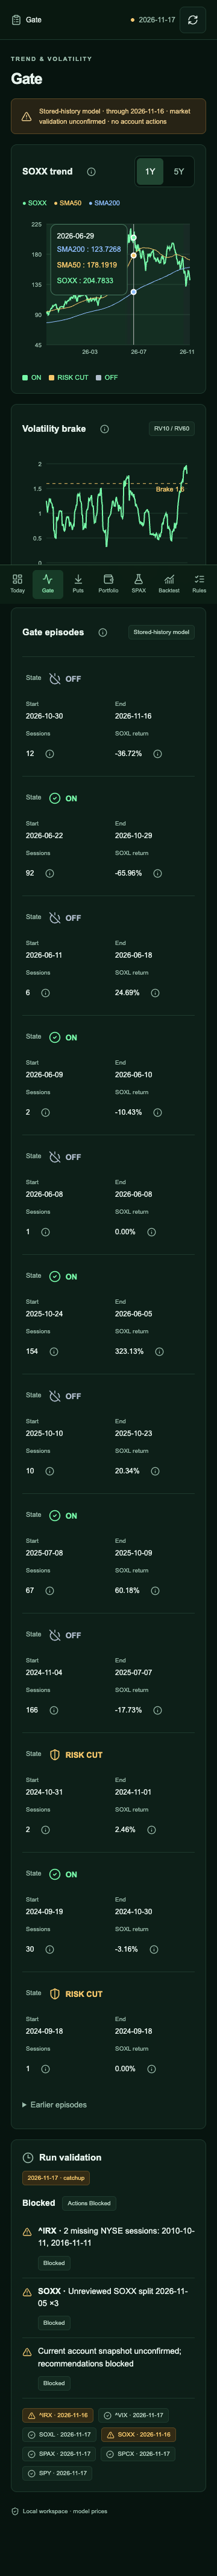 Gate
2026-11-17
TREND & VOLATILITY
Gate
Stored-history model · through 2026-11-16 · market
validation unconfirmed · no account actions
SOXX trend
1Y
5Y
SOXX
SMA50
SMA200
225
180
135
90
45
2026-06-29
SMA200 : 123.7268
SMA50 : 178.1919
SOXX : 204.7833
26-03
26-07
26-11
ON
RISK CUT
OFF
Volatility brake
RV10 / RV60
2
1.5
1
0.5
0
Brake 1.6
Today
Gate
Puts
Portfolio
SPAX
Backtest
Rules
Gate episodes
Stored-history model
State
OFF
Start
End
2026-10-30
2026-11-16
Sessions
SOXL return
12
-36.72%
State
ON
Start
End
2026-06-22
2026-10-29
Sessions
SOXL return
92
-65.96%
State
OFF
Start
End
2026-06-11
2026-06-18
Sessions
SOXL return
6
24.69%
State
ON
Start
End
2026-06-09
2026-06-10
Sessions
SOXL return
2
-10.43%
State
OFF
Start
End
2026-06-08
2026-06-08
Sessions
SOXL return
1
0.00%
State
ON
Start
End
2025-10-24
2026-06-05
Sessions
SOXL return
154
323.13%
State
OFF
Start
End
2025-10-10
2025-10-23
Sessions
SOXL return
10
20.34%
State
ON
Start
End
2025-07-08
2025-10-09
Sessions
SOXL return
67
60.18%
State
OFF
Start
End
2024-11-04
2025-07-07
Sessions
SOXL return
166
-17.73%
State
RISK CUT
Start
End
2024-10-31
2024-11-01
Sessions
SOXL return
2
2.46%
State
ON
Start
End
2024-09-19
2024-10-30
Sessions
SOXL return
30
-3.16%
State
RISK CUT
Start
End
2024-09-18
2024-09-18
Sessions
SOXL return
1
0.00%
Earlier episodes
Run validation
2026-11-17 · catchup
Blocked
Actions Blocked
^IRX · 2 missing NYSE sessions: 2010-10-
11, 2016-11-11
Blocked
SOXX · Unreviewed SOXX split 2026-11-
05 ×3
Blocked
Current account snapshot unconfirmed;
recommendations blocked
Blocked
^IRX · 2026-11-16
^VIX · 2026-11-17
SOXL · 2026-11-17
SOXX · 2026-11-16
SPAX · 2026-11-17
SPCX · 2026-11-17
SPY · 2026-11-17
Local workspace · model prices